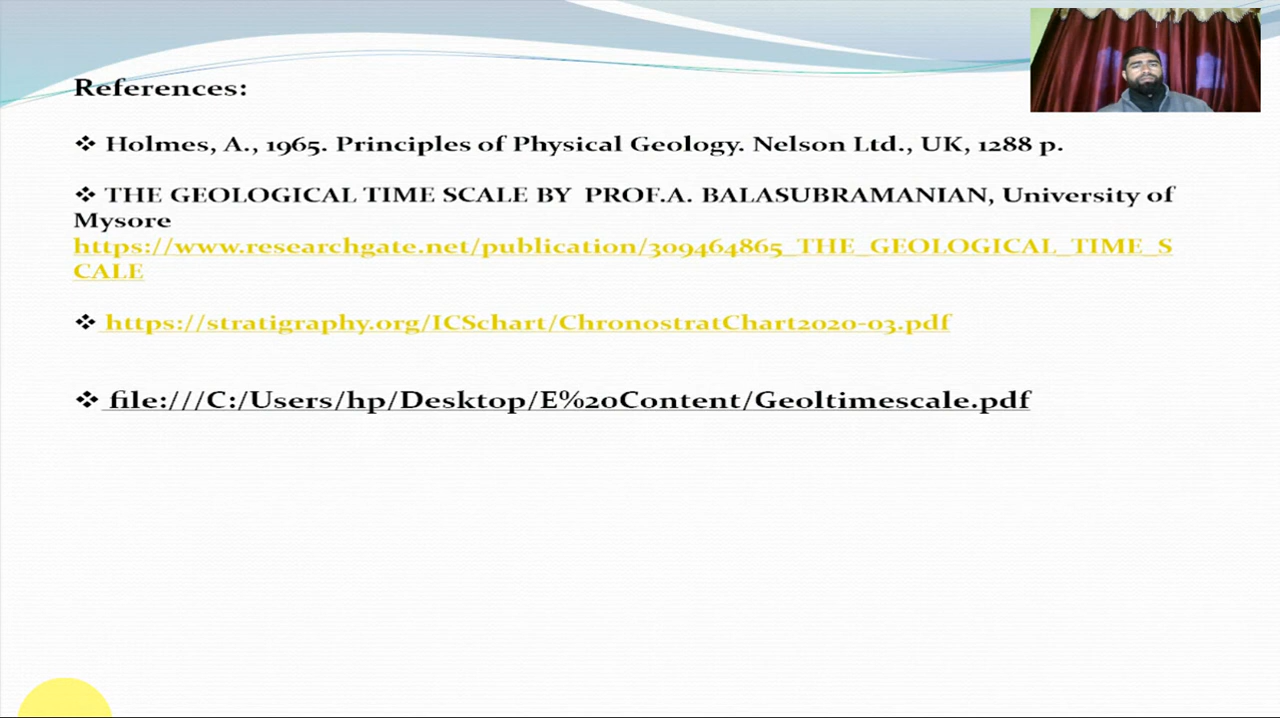 References:
❖ Holmes, A., 1965. Principles of Physical Geology. Nelson Ltd., UK, 1288 p.
❖ THE GEOLOGICAL TIME SCALE BY  PROF.A. BALASUBRAMANIAN, University of
Mysore
https://www.researchgate.net/publication/309464865_THE_GEOLOGICAL_TIME_S
CALE
❖ https://stratigraphy.org/ICSchart/ChronostratChart2020-03.pdf
❖ file:///C:/Users/hp/Desktop/E%20Content/Geoltimescale.pdf